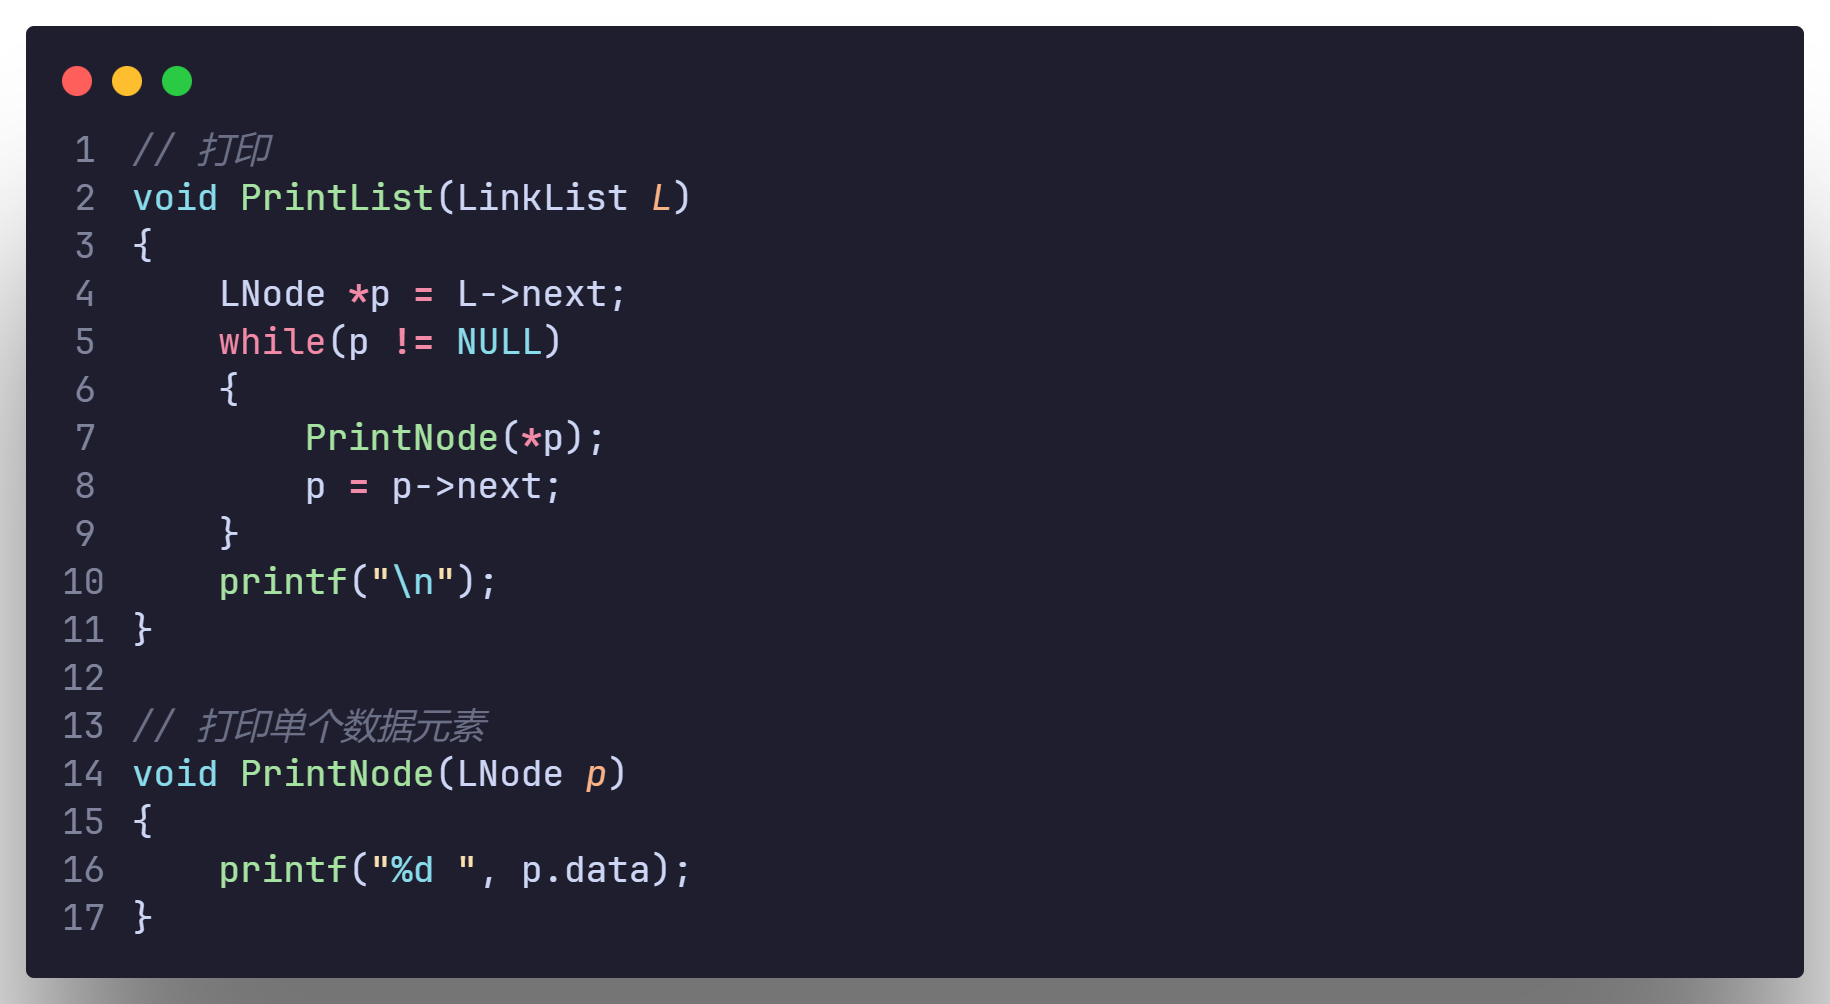 1 // 打印
2 void PrintList(LinkList L)
3 {
4     LNode *p = L->next;
5     while(p != NULL)
6     {
7         PrintNode(*p);
8         p = p->next;
9     }
10     printf("\n");
11 }
12
13 // 打印单个数据元素
14 void PrintNode(LNode p)
15 {
16     printf("%d ", p.data);
17 }